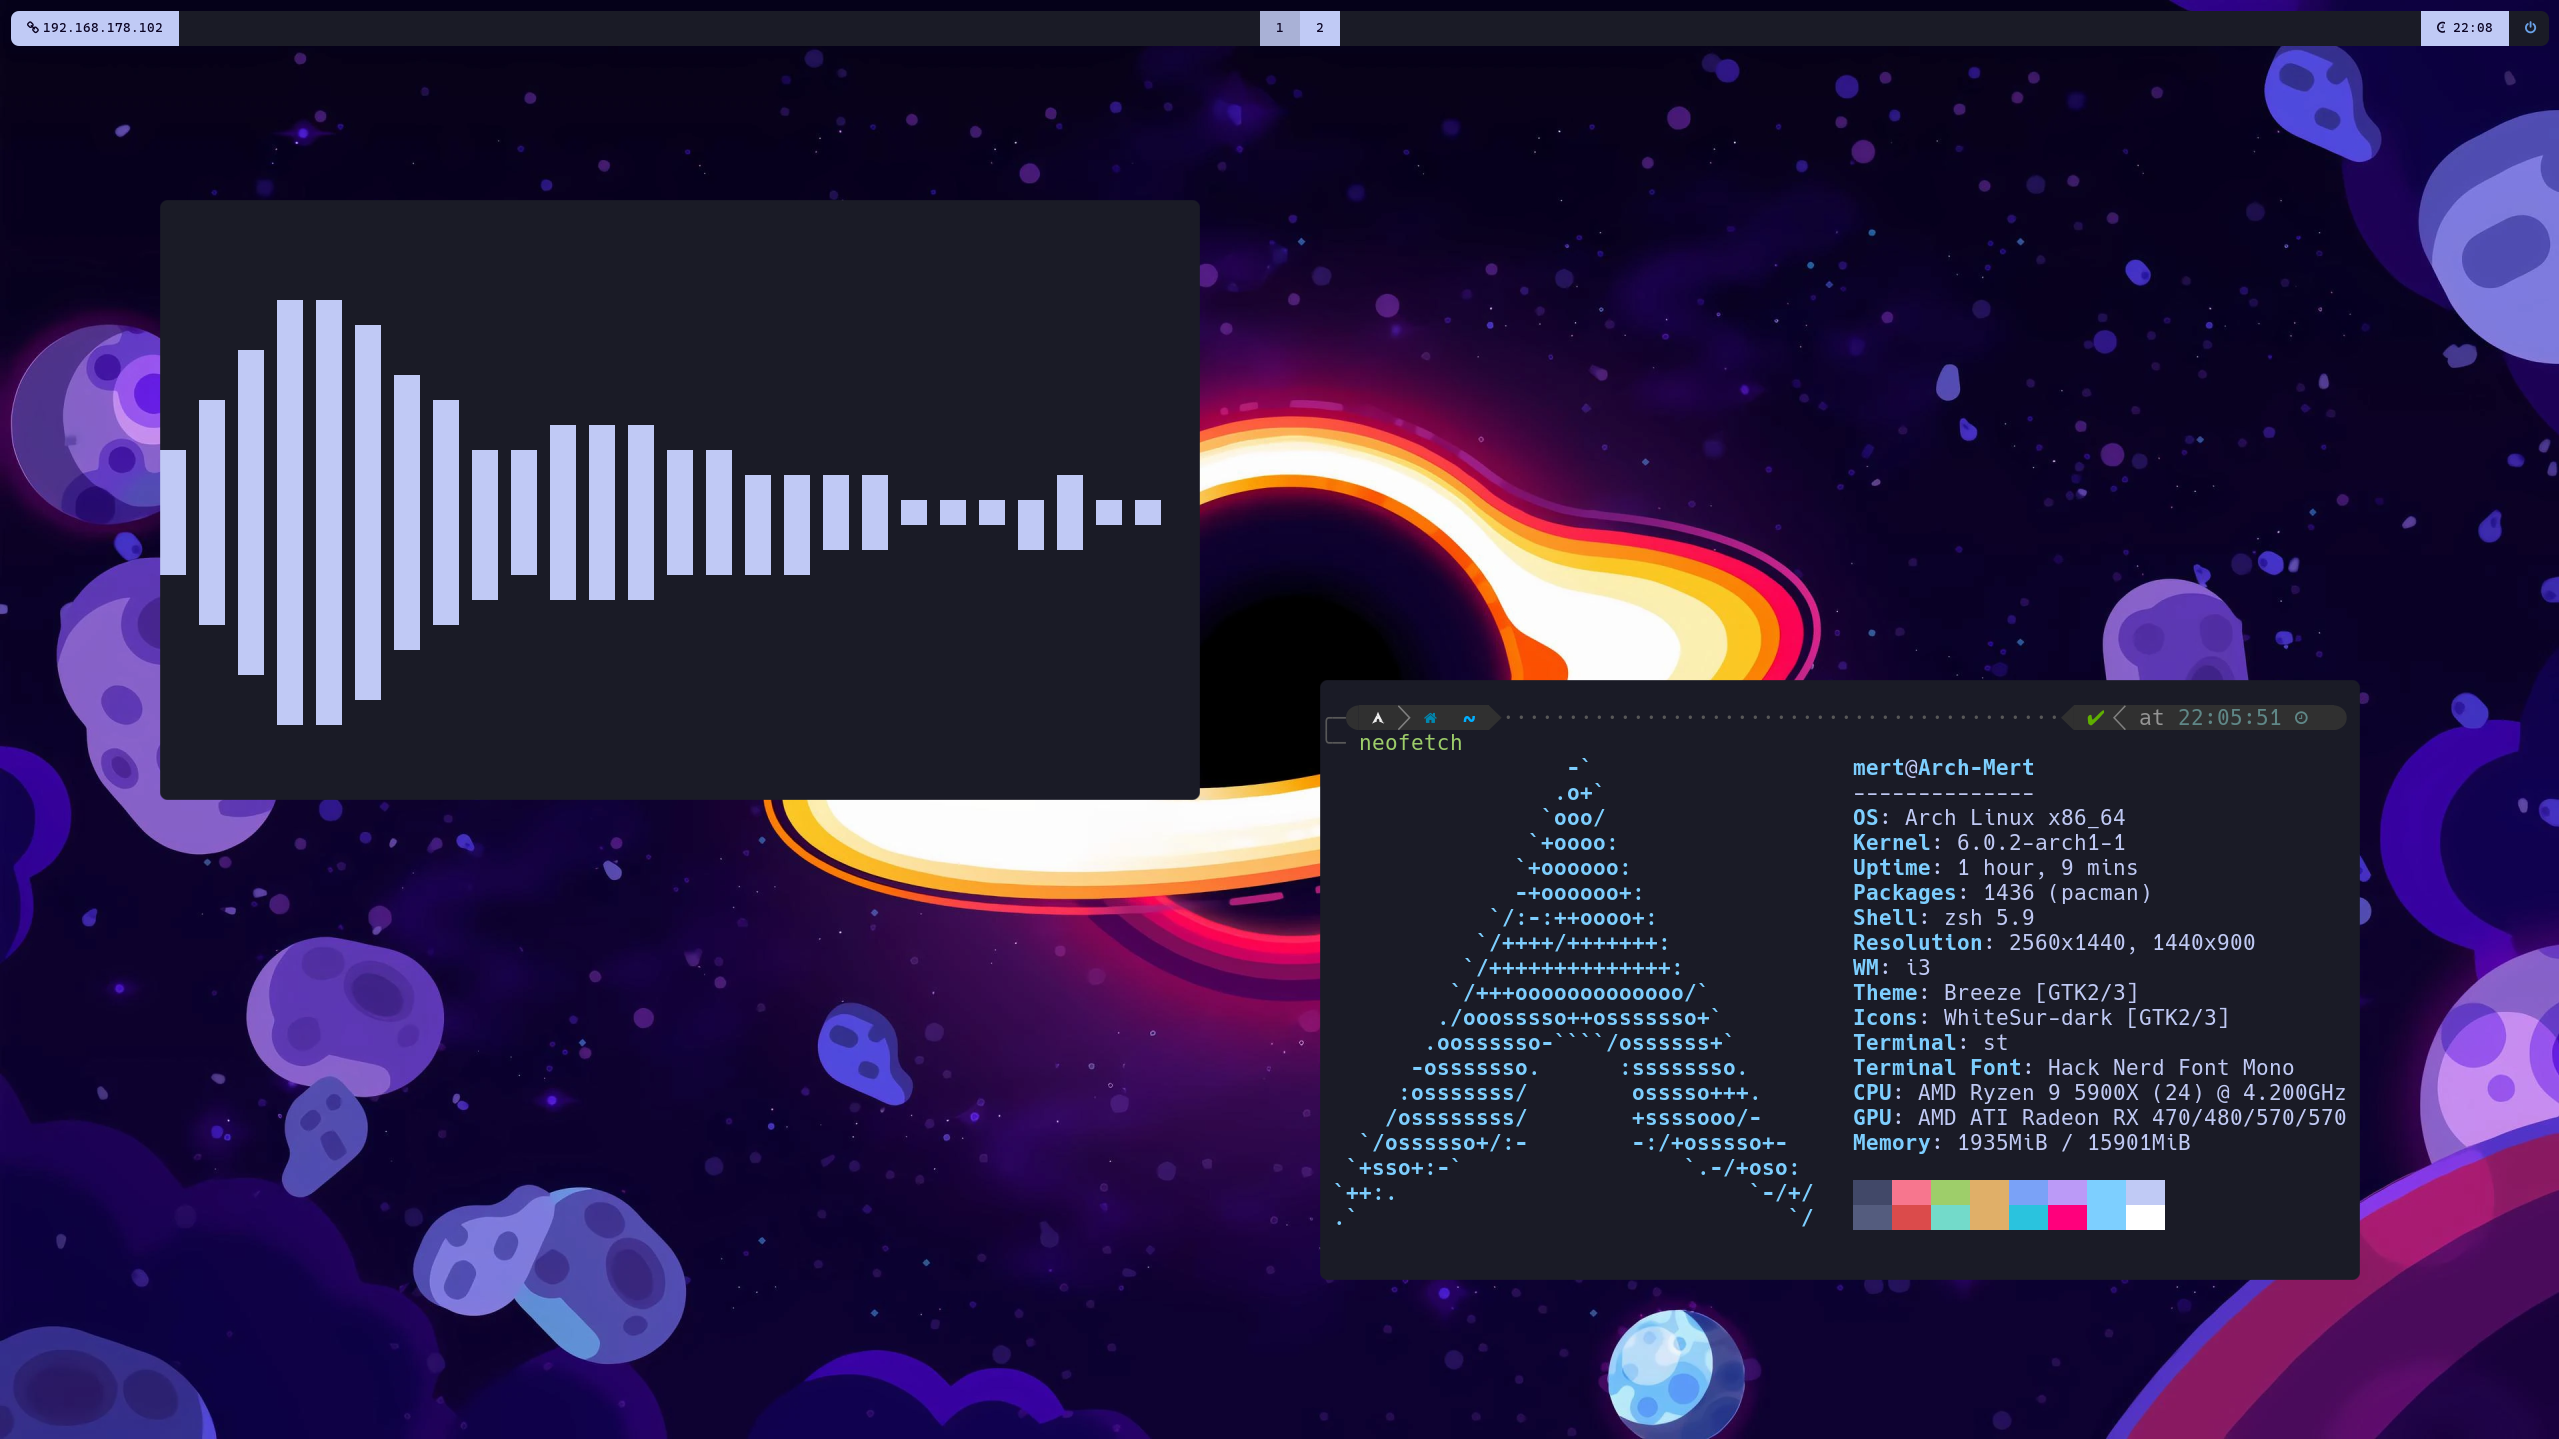 192.168.178.102
1 2
22:08
~ at 22:05:51
neofetch
-`
.o+`
`ooo/
`+oooo:
`+oooooo:
-+oooooo+:
`/:-:++oooo+:
`/++++/+++++++:
`/++++++++++++++:
`/+++ooooooooooooo/`
./ooosssso++osssssso+`
.oossssso-````/ossssss+`
-osssssso. :ssssssso.
:osssssss/ osssso+++.
/ossssssss/ +ssssooo/-
`/ossssso+/:- -:/+osssso+-
`+sso+:-` `.-/+oso:
`++:. `-/+/
.` `/
mert@Arch-Mert
--------------
OS: Arch Linux x86_64
Kernel: 6.0.2-arch1-1
Uptime: 1 hour, 9 mins
Packages: 1436 (pacman)
Shell: zsh 5.9
Resolution: 2560x1440, 1440x900
WM: i3
Theme: Breeze [GTK2/3]
Icons: WhiteSur-dark [GTK2/3]
Terminal: st
Terminal Font: Hack Nerd Font Mono
CPU: AMD Ryzen 9 5900X (24) @ 4.200GHz
GPU: AMD ATI Radeon RX 470/480/570/570
Memory: 1935MiB / 15901MiB